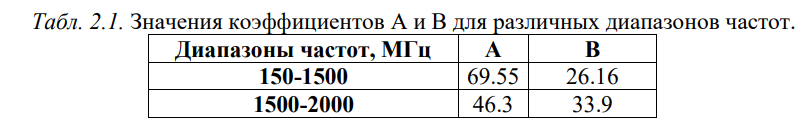 Табл. 2.1. Значения коэффициентов А и В для различных диапазонов частот.
Диапазоны частот, МГц А В
150-1500 69.55 26.16
1500-2000 46.3 33.9